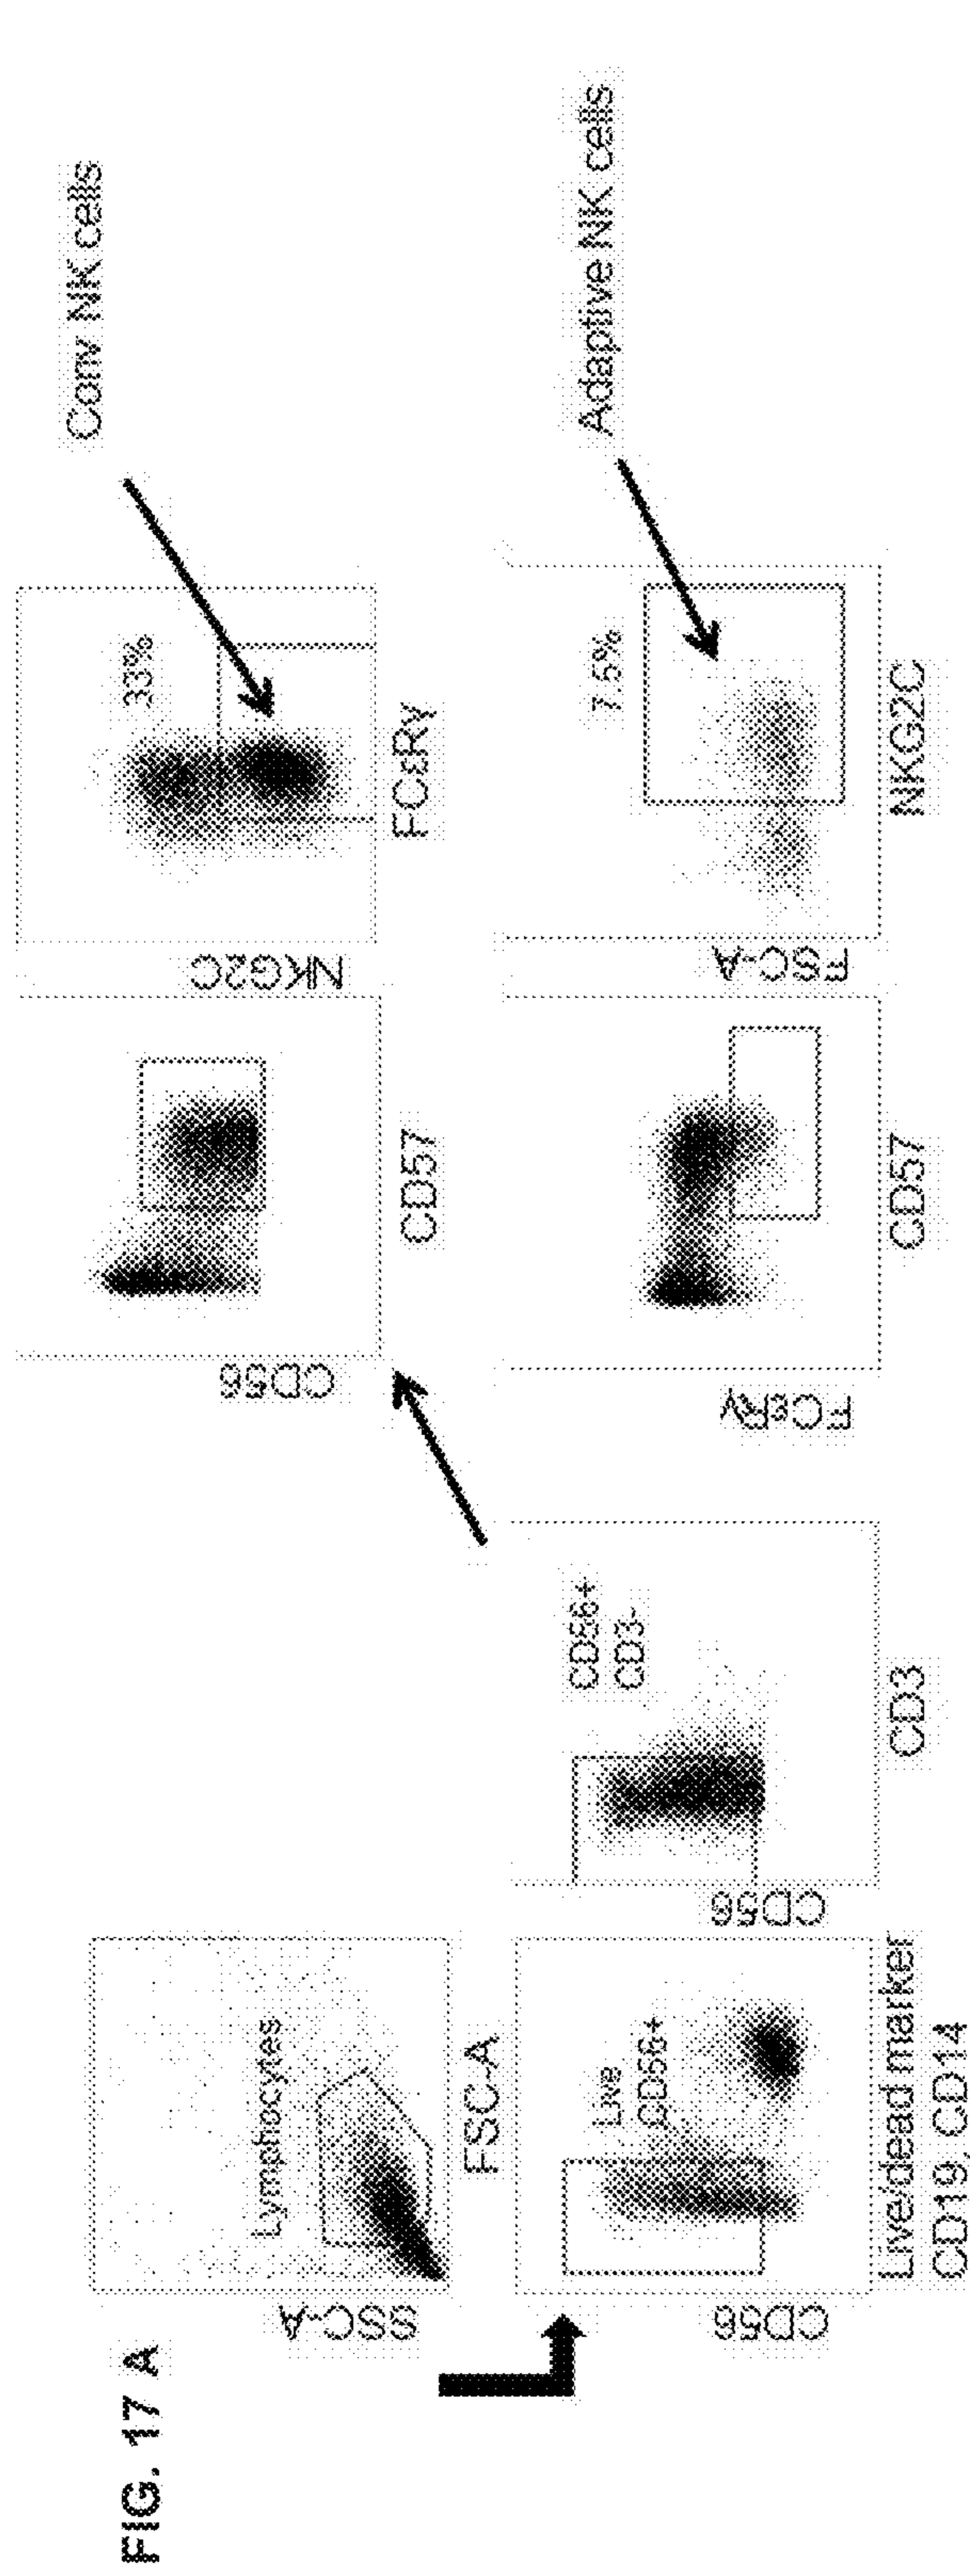 FIG. 17 A
SSC-A
Lymphocytes
FSC-A
CD56
Live
CD56+
Live/dead marker
CD19, CD14
CD56
CD56+
CD3-
CD3
CD56
CD57
NKG2C
33%
FCεRγ
Conv NK cells
FCεRγ
CD57
FSC-A
7.5%
NKG2C
Adaptive NK cells